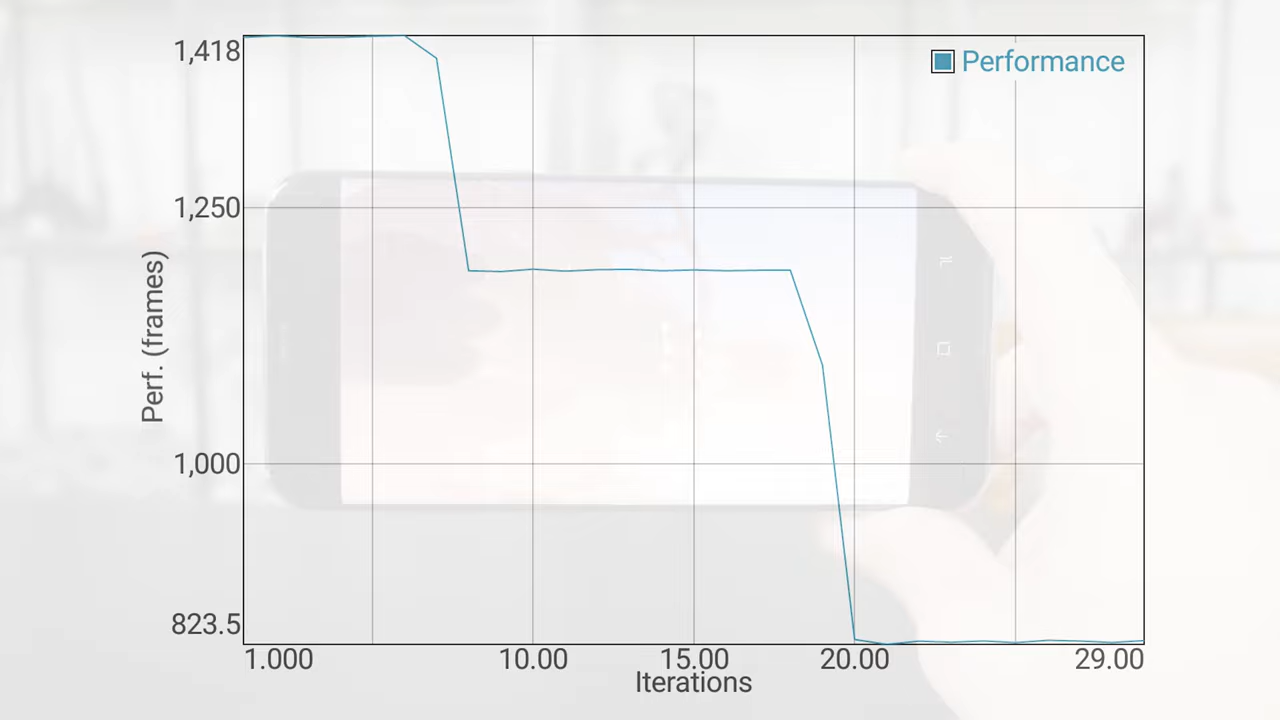 1,418
Performance
1,250
Perf. (frames)
1,000
823.5
1.000 10.00 15.00 20.00 29.00
Iterations